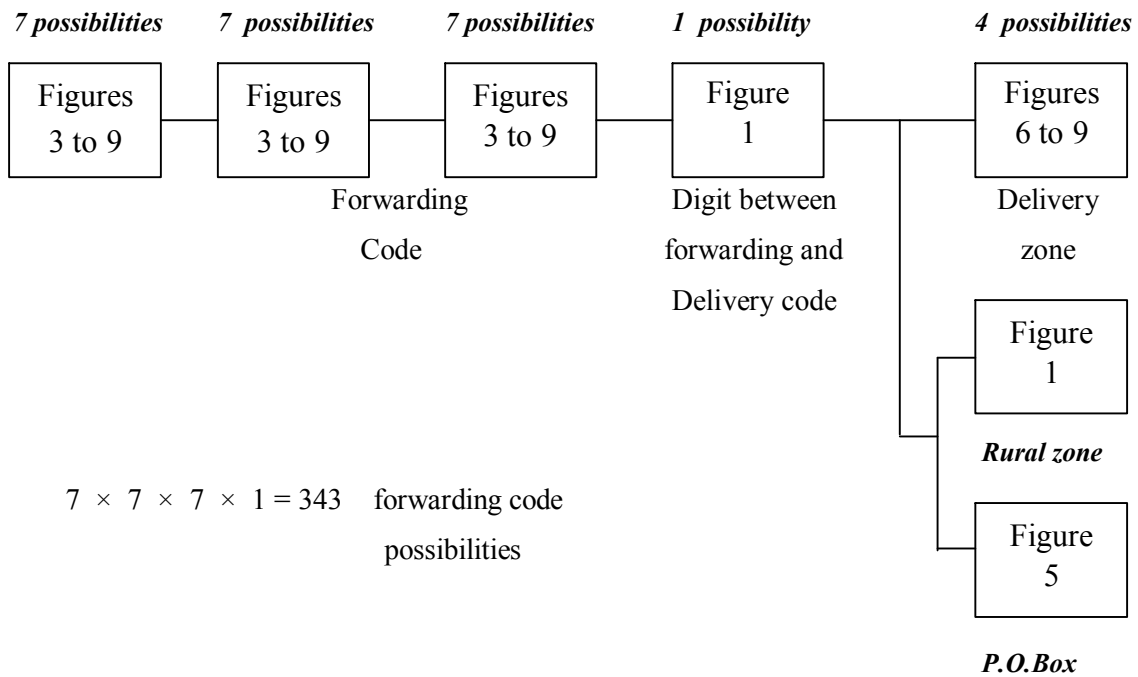 7 possibilities 7 possibilities 7 possibilities 1 possibility 4 possibilities
Figures
3 to 9
Figures
3 to 9
Figures
3 to 9
Figure
1
Figures
6 to 9
Forwarding
Code
Digit between
forwarding and
Delivery code
Delivery
zone
Figure
1
Rural zone
7 × 7 × 7 × 1 = 343 forwarding code
possibilities
Figure
5
P.O.Box